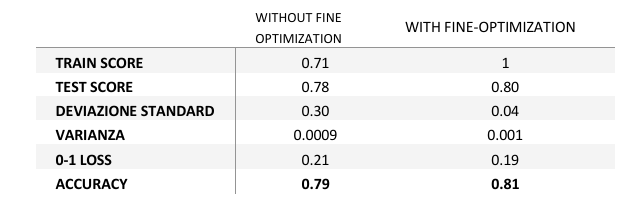 WITHOUT FINE
OPTIMIZATION
WITH FINE-OPTIMIZATION
TRAIN SCORE 0.71 1
TEST SCORE 0.78 0.80
DEVIAZIONE STANDARD 0.30 0.04
VARIANZA 0.0009 0.001
0-1 LOSS 0.21 0.19
ACCURACY 0.79 0.81